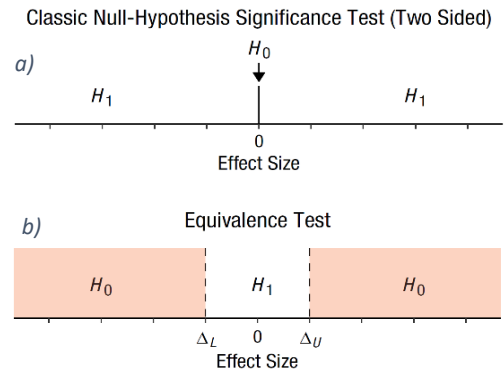 Classic Null-Hypothesis Significance Test (Two Sided)
a)
H0
H1 H1
0
Effect Size
b)
Equivalence Test
H0 H1 H0
ΔL 0 ΔU
Effect Size